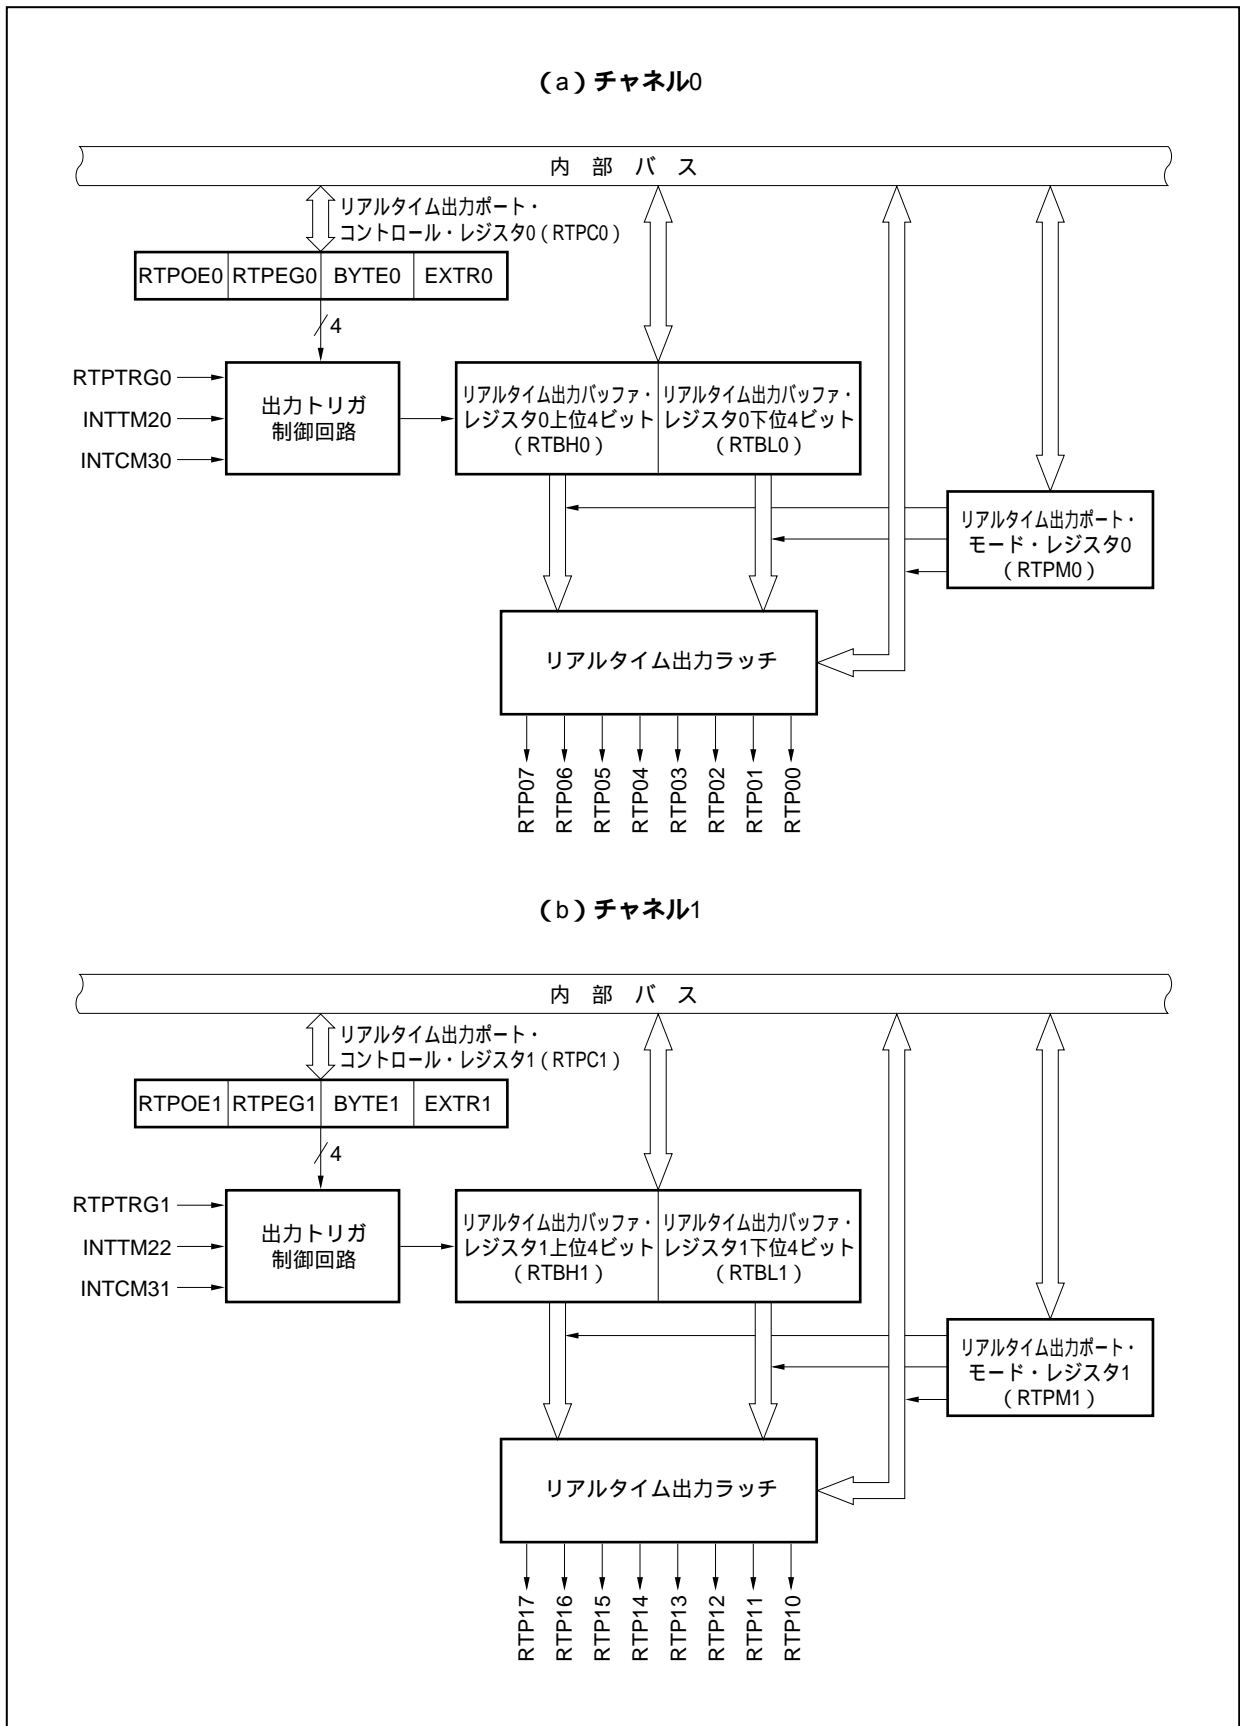 （a）チャネル0
内 部 バ ス
リアルタイム出力ポート・
コントロール・レジスタ0（RTPC0）
RTPOE0 RTPEG0 BYTE0 EXTR0
4
RTPTRG0
INTTM20
INTCM30
出力トリガ
制御回路
リアルタイム出力バッファ・
レジスタ0上位4ビット
（RTBH0）
リアルタイム出力バッファ・
レジスタ0下位4ビット
（RTBL0）
リアルタイム出力ポート・
モード・レジスタ0
（RTPM0）
リアルタイム出力ラッチ
RTP07
RTP06
RTP05
RTP04
RTP03
RTP02
RTP01
RTP00
（b）チャネル1
内 部 バ ス
リアルタイム出力ポート・
コントロール・レジスタ1（RTPC1）
RTPOE1 RTPEG1 BYTE1 EXTR1
4
RTPTRG1
INTTM22
INTCM31
出力トリガ
制御回路
リアルタイム出力バッファ・
レジスタ1上位4ビット
（RTBH1）
リアルタイム出力バッファ・
レジスタ1下位4ビット
（RTBL1）
リアルタイム出力ポート・
モード・レジスタ1
（RTPM1）
リアルタイム出力ラッチ
RTP17
RTP16
RTP15
RTP14
RTP13
RTP12
RTP11
RTP10